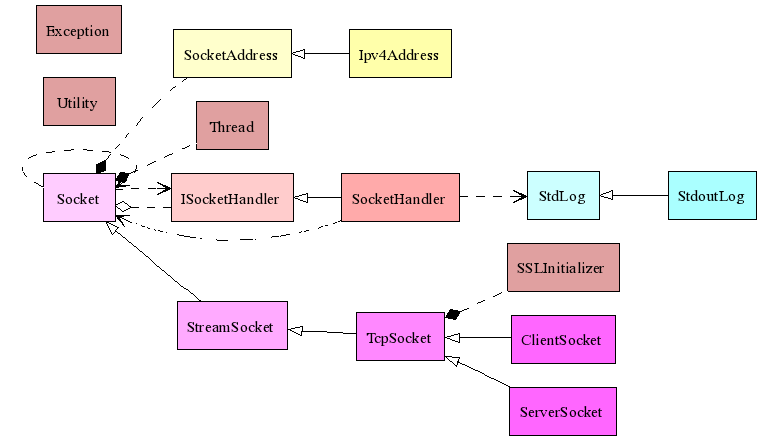 Exception
SocketAddress
Ipv4Address
Utility
Thread
Socket
ISocketHandler
SocketHandler
StdLog
StdoutLog
SSLInitializer
StreamSocket
TcpSocket
ClientSocket
ServerSocket